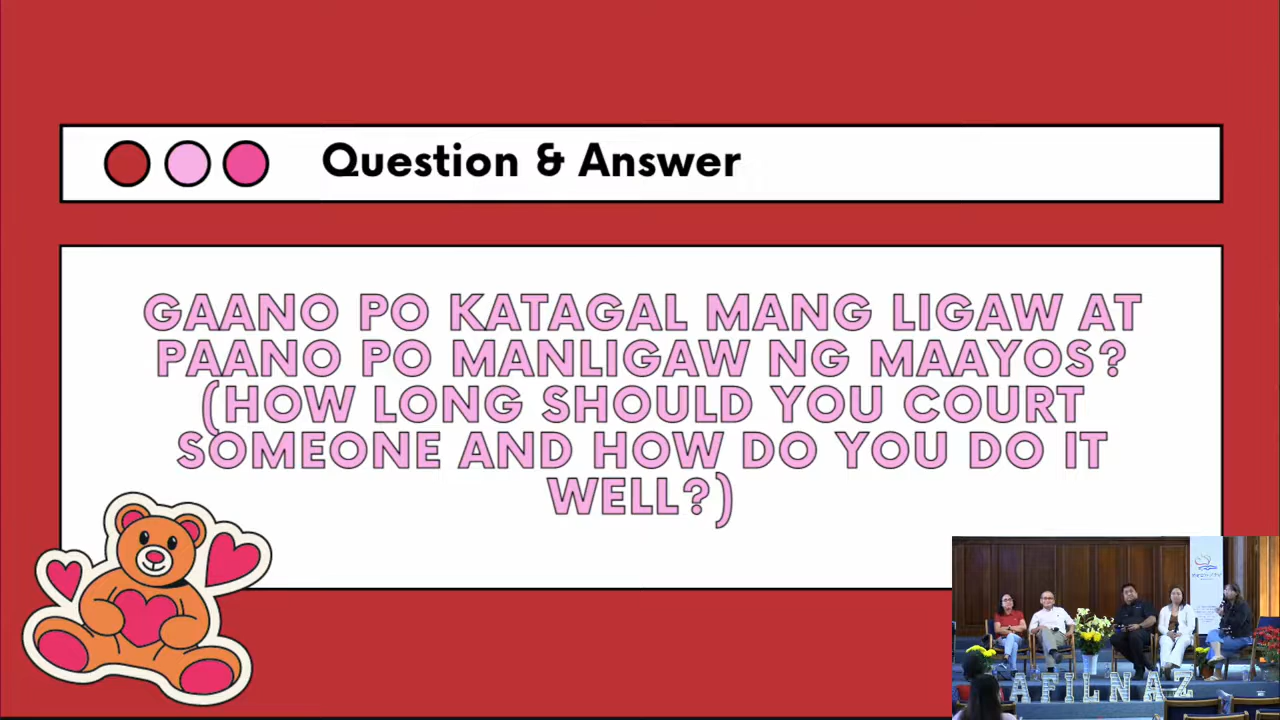 Question & Answer
GAANO PO KATAGAL MANG LIGAW AT
PAANO PO MANLIGAW NG MAAYOS?
(HOW LONG SHOULD YOU COURT
SOMEONE AND HOW DO YOU DO IT
WELL?)
AFILNAZ